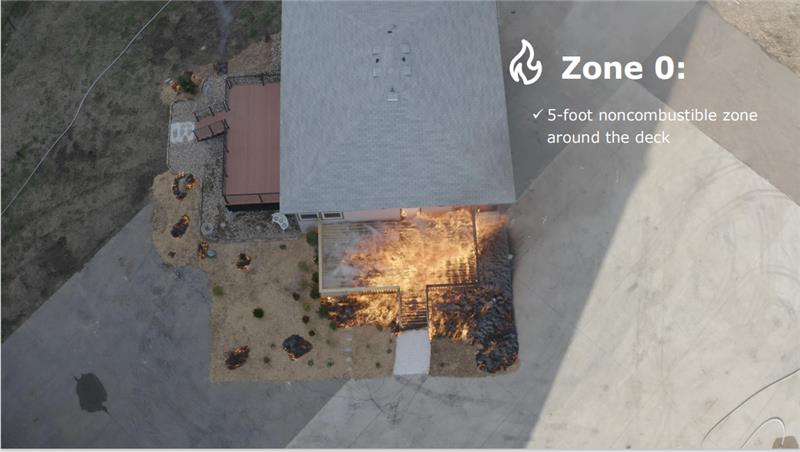 Zone 0:
✓ 5-foot noncombustible zone
around the deck